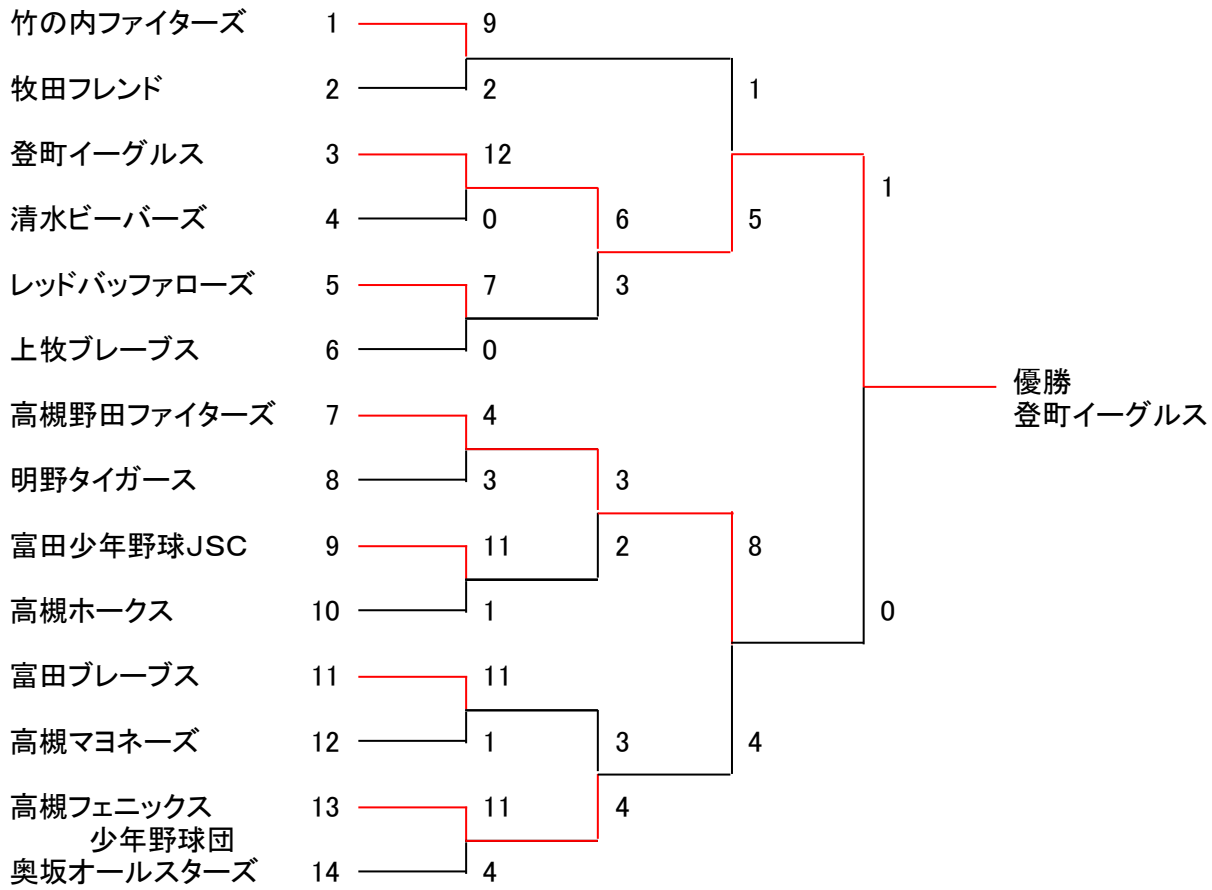 竹の内ファイターズ 1 9
牧田フレンド 2 2 1
登町イーグルス 3 12
1
清水ビーバーズ 4 0 6 5
レッドバッファローズ 5 7 3
上牧ブレーブス 6 0
優勝
登町イーグルス
高槻野田ファイターズ 7 4
明野タイガース 8 3 3
富田少年野球JSC 9 11 2 8
高槻ホークス 10 1 0
富田ブレーブス 11 11
高槻マヨネーズ 12 1 3 4
高槻フェニックス 13 11 4
少年野球団
奥坂オールスターズ 14 4